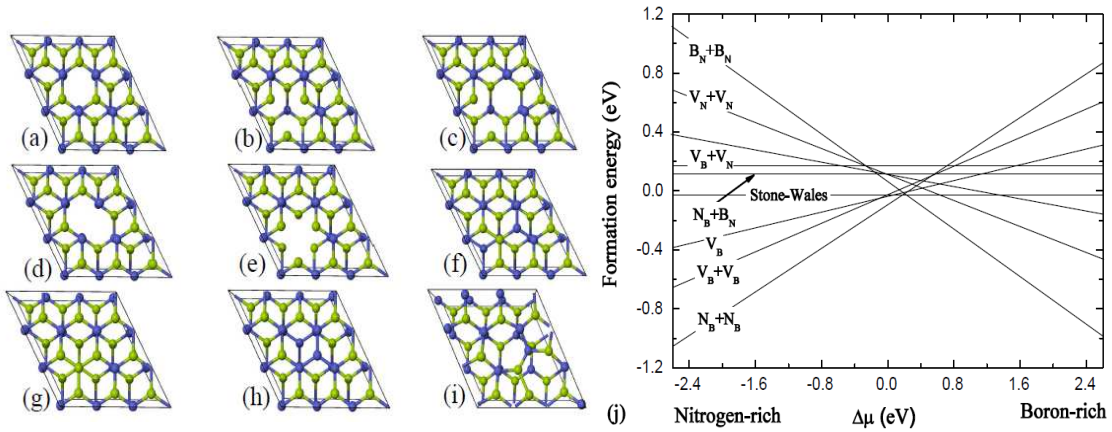 (a)
(b)
(c)
(d)
(e)
(f)
(g)
(h)
(i)
Formation energy (eV)
1.2
0.8
0.4
0.0
-0.4
-0.8
-1.2
B_N+B_N
V_N+V_N
V_B+V_N
Stone-Wales
N_B+B_N
V_B
V_B+V_B
N_B+N_B
-2.4 -1.6 -0.8 0.0 0.8 1.6 2.4
(j) Nitrogen-rich Δμ (eV) Boron-rich